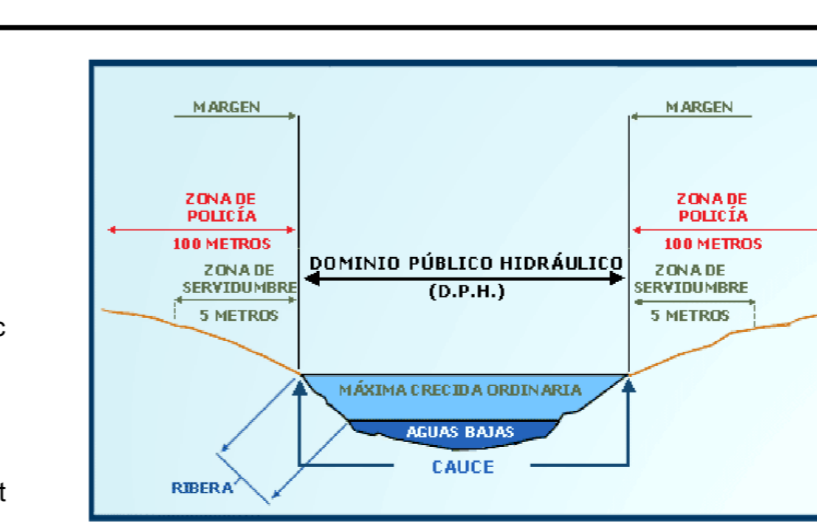 MARGEN
MARGEN
ZONA DE
POLICÍA
100 METROS
ZONA DE
POLICÍA
100 METROS
DOMINIO PÚBLICO HIDRÁULICO
(D.P.H.)
ZONA DE
SERVIDUMBRE
5 METROS
ZONA DE
SERVIDUMBRE
5 METROS
c
MÁXIMA CRECIDA ORDINARIA
AGUAS BAJAS
CAUCE
RIBERA
t